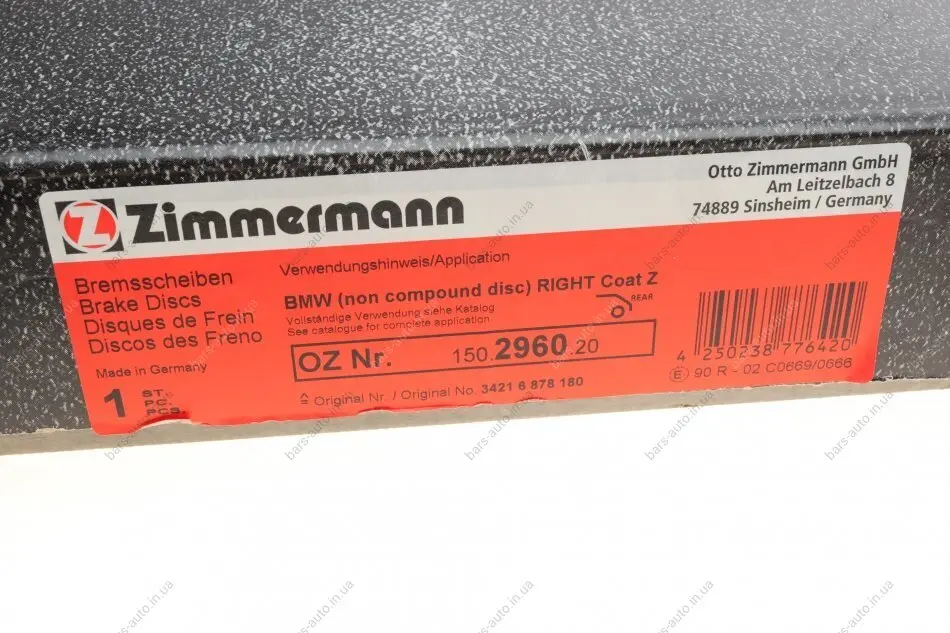 Zimmermann
Otto Zimmermann GmbH
Am Leitzelbach 8
74889 Sinsheim / Germany
Bremsscheiben
Brake Discs
Disques de Frein
Discos des Freno
Made in Germany
1 ST.
PC.
PCS.
Verwendungshinweis/Application
BMW (non compound disc) RIGHT Coat Z
Vollständige Verwendung siehe Katalog
See catalogue for complete application
REAR
OZ Nr. 150.2960.20
≙ Original Nr. / Original No. 3421 6 878 180
4 250238 776420
E 90 R - 02 C0669/0666
bars-auto.in.ua